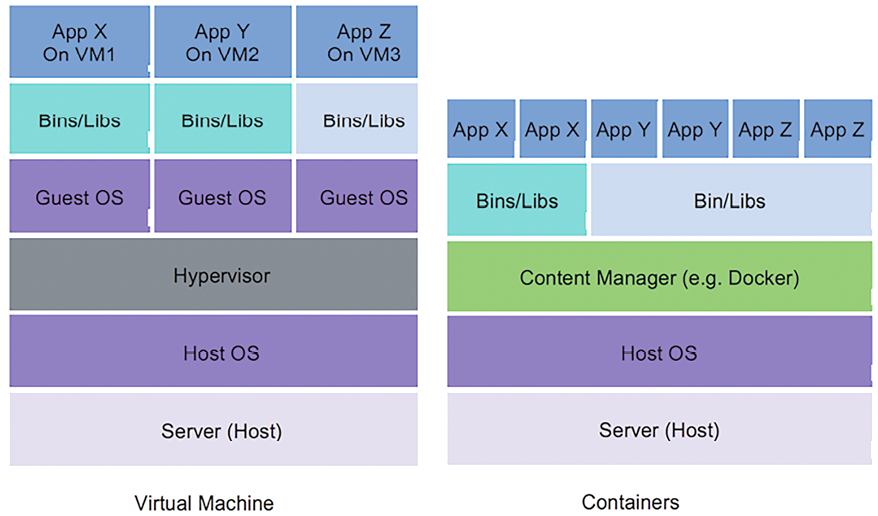 App X
On VM1
App Y
On VM2
App Z
On VM3
Bins/Libs
Bins/Libs
Bins/Libs
Guest OS
Guest OS
Guest OS
Hypervisor
Host OS
Server (Host)
Virtual Machine
App X
App X
App Y
App Y
App Z
App Z
Bins/Libs
Bin/Libs
Content Manager (e.g. Docker)
Host OS
Server (Host)
Containers